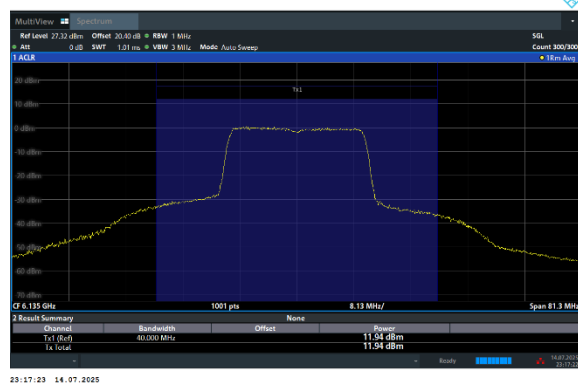 MultiView Spectrum
Ref Level 27.32 dBm Offset 20.40 dB RBW 1 MHz SGL
Att 0 dB SWT 1.01 ms VBW 3 MHz Mode Auto Sweep Count 300/300
1 ACLR 1Rm Avg
20 dBm
Tx1
10 dBm
0 dBm
-10 dBm
-20 dBm
-30 dBm
-40 dBm
-50 dBm
-60 dBm
-70 dBm
CF 6.135 GHz 1001 pts 8.13 MHz/ Span 81.3 MHz
2 Result Summary None
Channel Bandwidth Offset Power
Tx1 (Ref) 40.000 MHz 11.94 dBm
Tx Total 11.94 dBm
Ready 14.07.2025
23:17:22
23:17:23 14.07.2025